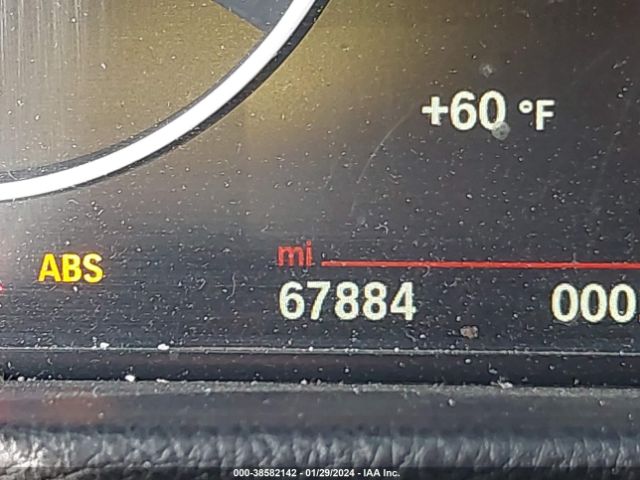 +60 °F
ABS
mi
67884 000
000-38582142 - 01/29/2024 - IAA Inc.